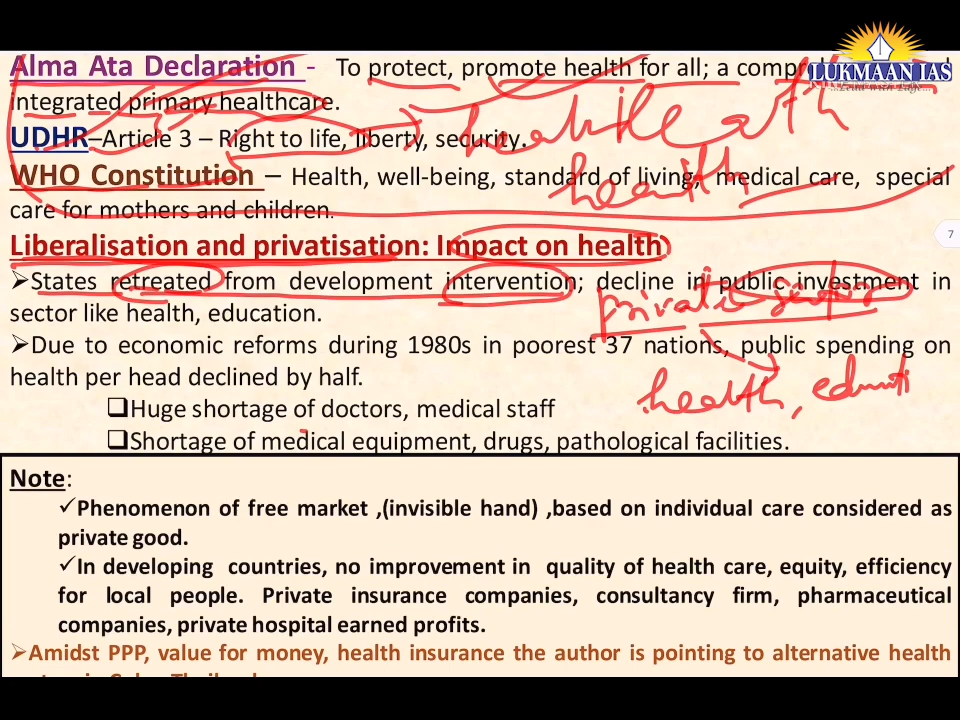 Alma Ata Declaration - To protect, promote health for all; a
integrated primary healthcare.
UDHR–Article 3 – Right to life, liberty, security.
WHO Constitution – Health, well-being, standard of living, medical care, special
care for mothers and children.
Liberalisation and privatisation: Impact on health
➤States retreated from development intervention; decline in public investment in
sector like health, education.
➤Due to economic reforms during 1980s in poorest 37 nations, public spending on
health per head declined by half.
❑Huge shortage of doctors, medical staff
❑Shortage of medical equipment, drugs, pathological facilities.
Note:
✓Phenomenon of free market ,(invisible hand) ,based on individual care considered as
private good.
✓In developing countries, no improvement in quality of health care, equity, efficiency
for local people. Private insurance companies, consultancy firm, pharmaceutical
companies, private hospital earned profits.
➤Amidst PPP, value for money, health insurance the author is pointing to alternative health
LUKMAAN IAS
7
health
private sector
health,